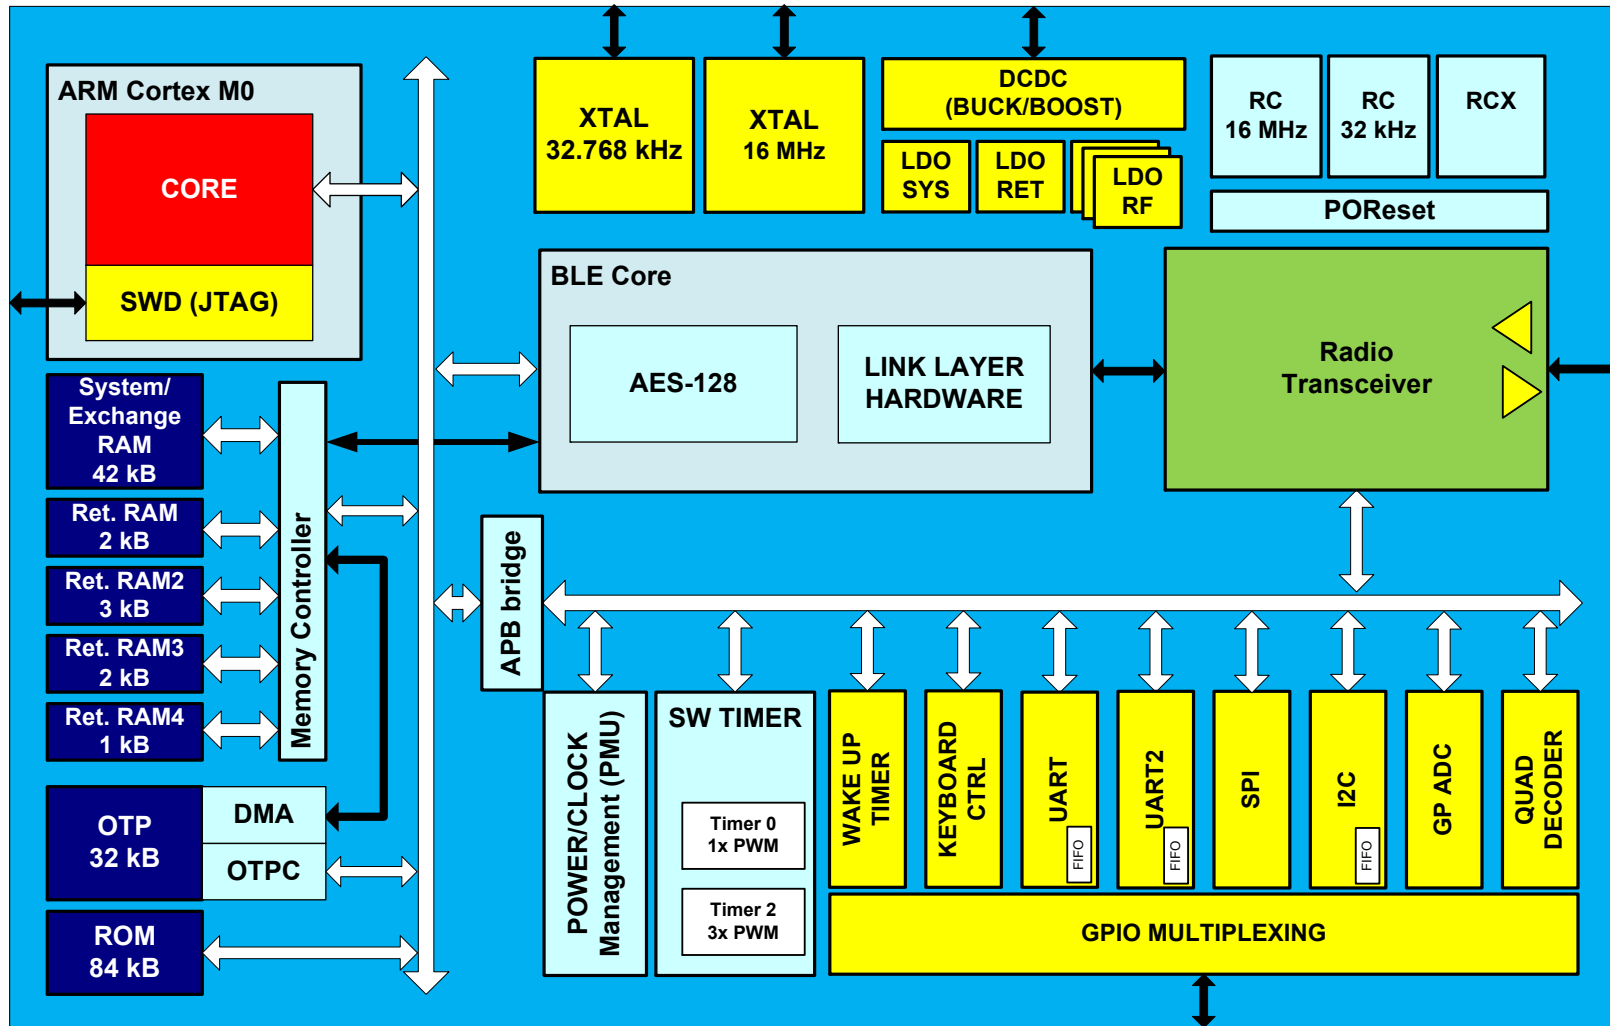 ARM Cortex M0
CORE
SWD (JTAG)
XTAL
32.768 kHz
XTAL
16 MHz
DCDC
(BUCK/BOOST)
LDO
SYS
LDO
RET
LDO
RF
RC
16 MHz
RC
32 kHz
RCX
POReset
BLE Core
AES-128
LINK LAYER
HARDWARE
Radio
Transceiver
System/
Exchange
RAM
42 kB
Ret. RAM
2 kB
Ret. RAM2
3 kB
Ret. RAM3
2 kB
Ret. RAM4
1 kB
Memory Controller
OTP
32 kB
DMA
OTPC
ROM
84 kB
APB bridge
POWER/CLOCK
Management (PMU)
SW TIMER
Timer 0
1x PWM
Timer 2
3x PWM
WAKE UP
TIMER
KEYBOARD
CTRL
UART
FIFO
UART2
FIFO
SPI
I2C
FIFO
GP ADC
QUAD
DECODER
GPIO MULTIPLEXING